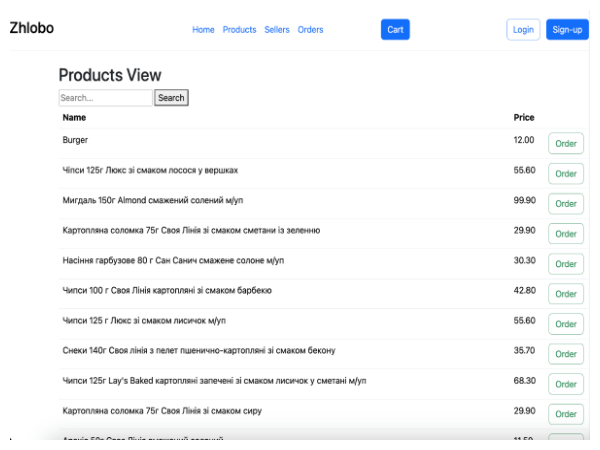 Zhlobo
Home Products Sellers Orders Cart Login Sign-up
Products View
Search... Search
Name Price
Burger 12.00 Order
Чіпси 125г Люкс зі смаком лосося у вершках 55.60 Order
Мигдаль 150г Almond смажений солений м/уп 99.90 Order
Картопляна соломка 75г Своя Лінія зі смаком сметани із зеленню 29.90 Order
Насіння гарбузове 80 г Сан Санич смажене солоне м/уп 30.30 Order
Чипси 100 г Своя Лінія картопляні зі смаком барбекю 42.80 Order
Чипси 125 г Люкс зі смаком лисичок м/уп 55.60 Order
Снеки 140г Своя лінія з пелет пшенично-картопляні зі смаком бекону 35.70 Order
Чипси 125г Lay's Baked картопляні запечені зі смаком лисичок у сметані м/уп 68.30 Order
Картопляна соломка 75г Своя Лінія зі смаком сиру 29.90 Order